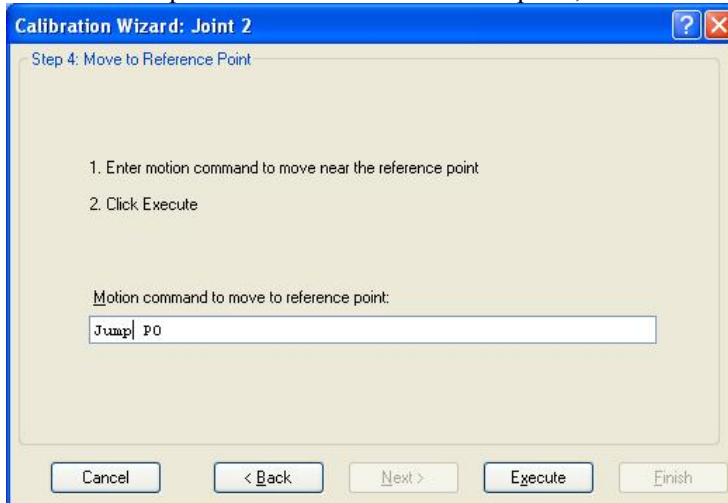 Calibration Wizard: Joint 2
Step 4: Move to Reference Point
1. Enter motion command to move near the reference point
2. Click Execute
Motion command to move to reference point:
Jump P0
Cancel
< Back
Next >
Execute
Finish